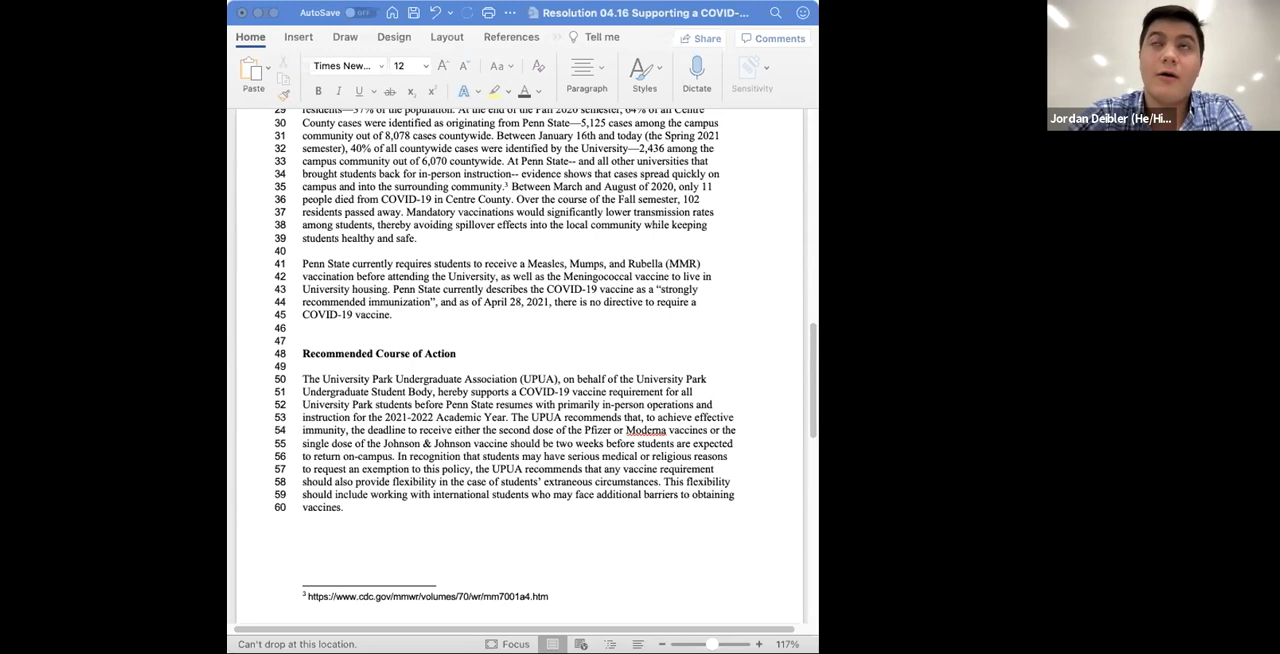 AutoSave OFF Resolution 04.16 Supporting a COVID-...
Home Insert Draw Design Layout References Tell me Share Comments
Times New... 12 Aa
Paste Paragraph Styles Dictate Sensitivity
29 residents—37% of the population. At the end of the Fall 2020 semester, 64% of all Centre
30 County cases were identified as originating from Penn State—5,125 cases among the campus
31 community out of 8,078 cases countywide. Between January 16th and today (the Spring 2021
32 semester), 40% of all countywide cases were identified by the University—2,436 among the
33 campus community out of 6,070 countywide. At Penn State-- and all other universities that
34 brought students back for in-person instruction-- evidence shows that cases spread quickly on
35 campus and into the surrounding community.3 Between March and August of 2020, only 11
36 people died from COVID-19 in Centre County. Over the course of the Fall semester, 102
37 residents passed away. Mandatory vaccinations would significantly lower transmission rates
38 among students, thereby avoiding spillover effects into the local community while keeping
39 students healthy and safe.
40
41 Penn State currently requires students to receive a Measles, Mumps, and Rubella (MMR)
42 vaccination before attending the University, as well as the Meningococcal vaccine to live in
43 University housing. Penn State currently describes the COVID-19 vaccine as a “strongly
44 recommended immunization”, and as of April 28, 2021, there is no directive to require a
45 COVID-19 vaccine.
46
47
48 Recommended Course of Action
49
50 The University Park Undergraduate Association (UPUA), on behalf of the University Park
51 Undergraduate Student Body, hereby supports a COVID-19 vaccine requirement for all
52 University Park students before Penn State resumes with primarily in-person operations and
53 instruction for the 2021-2022 Academic Year. The UPUA recommends that, to achieve effective
54 immunity, the deadline to receive either the second dose of the Pfizer or Moderna vaccines or the
55 single dose of the Johnson & Johnson vaccine should be two weeks before students are expected
56 to return on-campus. In recognition that students may have serious medical or religious reasons
57 to request an exemption to this policy, the UPUA recommends that any vaccine requirement
58 should also provide flexibility in the case of students’ extraneous circumstances. This flexibility
59 should include working with international students who may face additional barriers to obtaining
60 vaccines.
3 https://www.cdc.gov/mmwr/volumes/70/wr/mm7001a4.htm
Can't drop at this location. Focus 117%
Jordan Deibler (He/Hi...